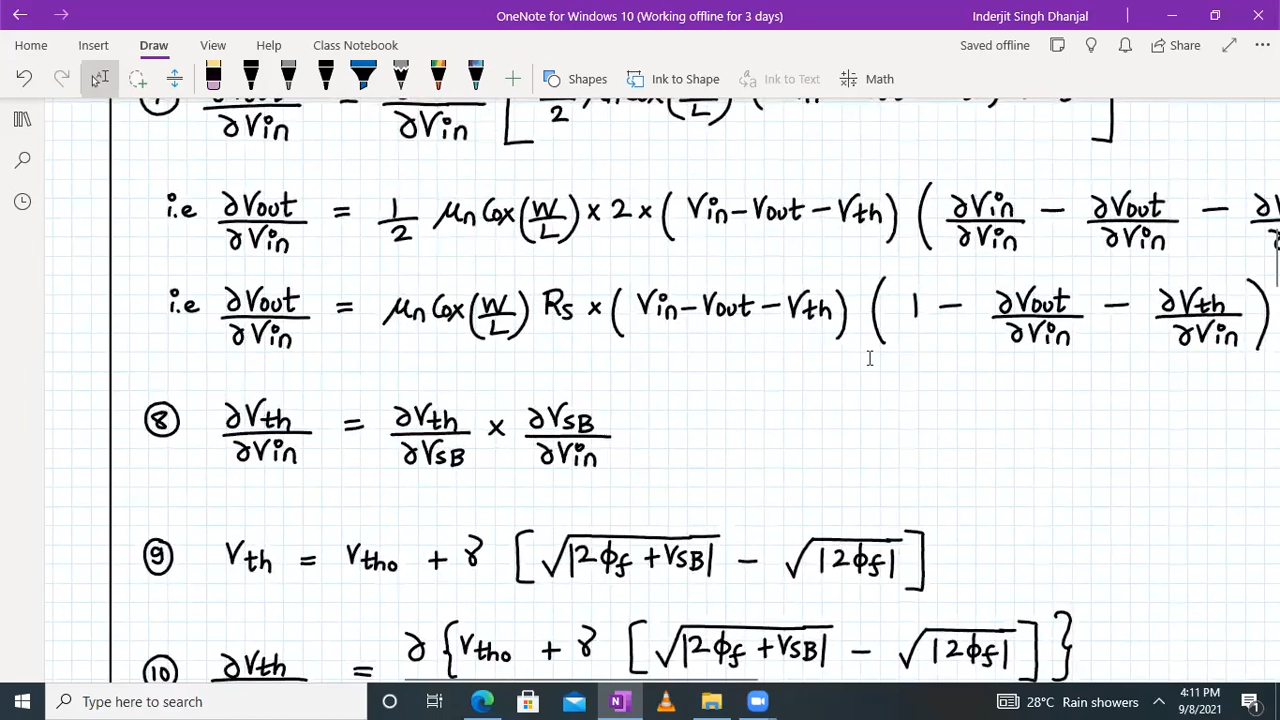 OneNote for Windows 10 (Working offline for 3 days) Inderjit Singh Dhanjal
Home Insert Draw View Help Class Notebook Saved offline Share
Shapes Ink to Shape Ink to Text Math
∂Vin = ∂Vin [ 2
i.e ∂Vout/∂Vin = 1/2 μn Cox (W/L) × 2 × (Vin - Vout - Vth) (∂Vin/∂Vin - ∂Vout/∂Vin -
i.e ∂Vout/∂Vin = μn Cox (W/L) Rs × (Vin - Vout - Vth) (1 - ∂Vout/∂Vin - ∂Vth/∂Vin)
⑧ ∂Vth/∂Vin = ∂Vth/∂VSB × ∂VSB/∂Vin
⑨ Vth = Vtho + γ [√|2φf + VSB| - √|2φf|]
⑩ ∂Vth = ∂ {Vtho + γ [√|2φf + VSB| - √|2φf|]}
Type here to search 28°C Rain showers 4:11 PM
9/8/2021